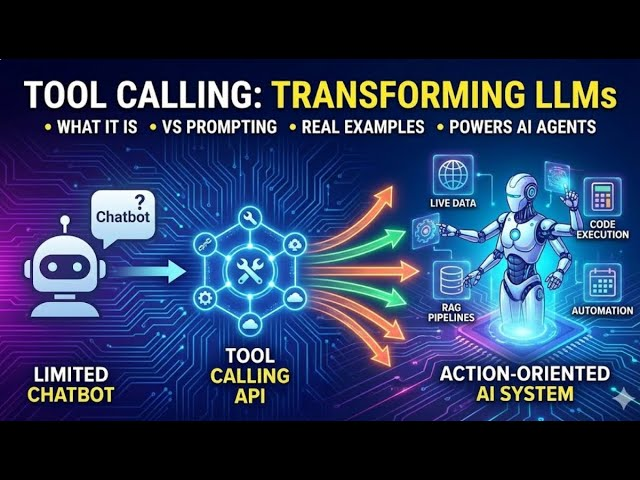 TOOL CALLING: TRANSFORMING LLMs
• WHAT IT IS • VS PROMPTING • REAL EXAMPLES • POWERS AI AGENTS
?
Chatbot
LIMITED
CHATBOT
TOOL
CALLING
API
LIVE DATA
CODE
EXECUTION
RAG
PIPELINES
AUTOMATION
ACTION-ORIENTED
AI SYSTEM